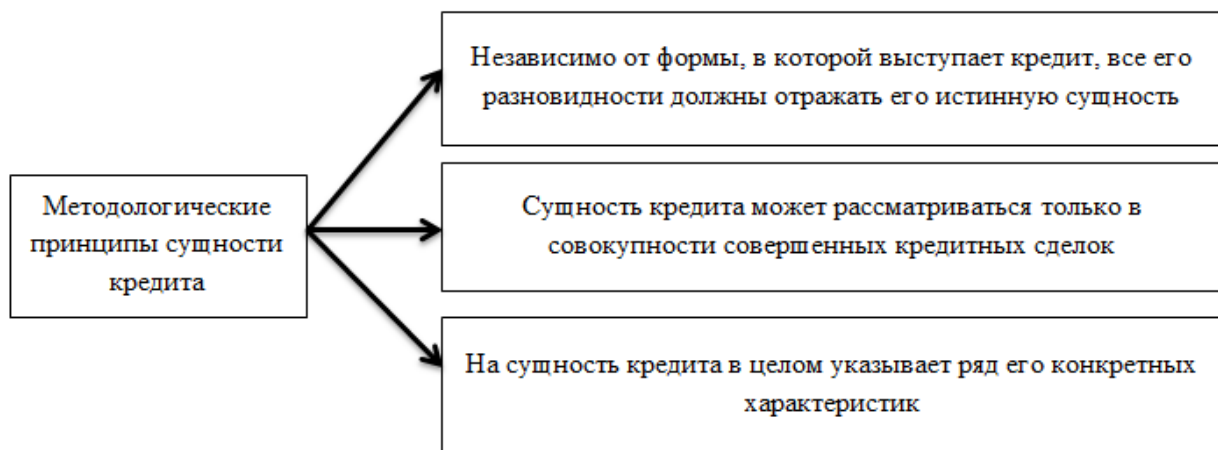 Методологические
принципы сущности
кредита
Независимо от формы, в которой выступает кредит, все его
разновидности должны отражать его истинную сущность
Сущность кредита может рассматриваться только в
совокупности совершенных кредитных сделок
На сущность кредита в целом указывает ряд его конкретных
характеристик